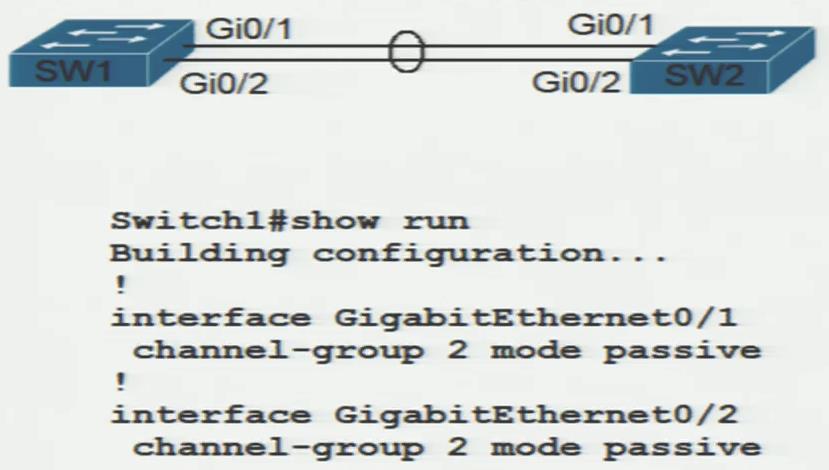 Gi0/1
Gi0/1
SW1
SW2
Gi0/2
Gi0/2
Switch1#show run
Building configuration...
!
interface GigabitEthernet0/1
channel-group 2 mode passive
!
interface GigabitEthernet0/2
channel-group 2 mode passive